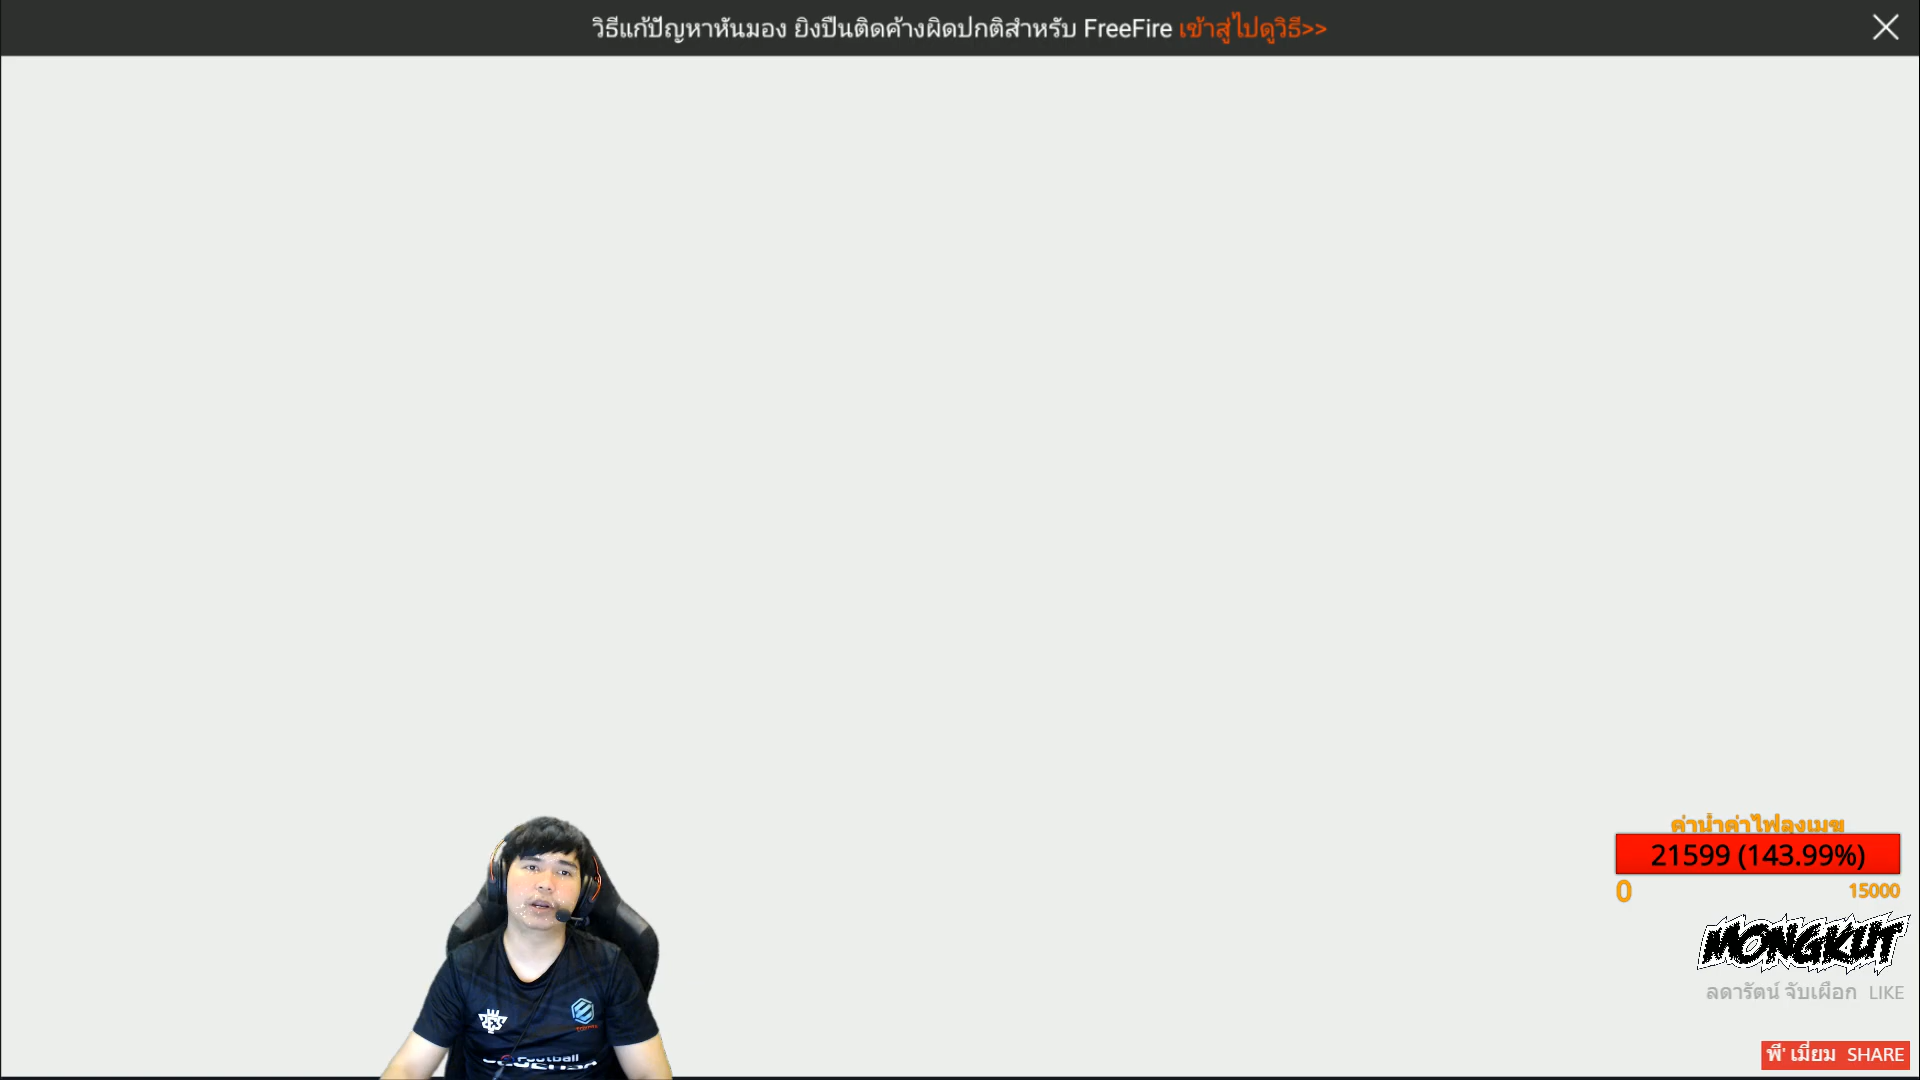 วิธีแก้ปัญหาหันมอง ยิงปืนติดค้างผิดปกติสำหรับ FreeFire เข้าสู่ไปดูวิธี>>
ค่าน้ำค่าไฟลุงเมฆ
21599 (143.99%)
0 15000
MONGKUT
ลดารัตน์ จับเผือก LIKE
พี' เมี่ยม SHARE
Football